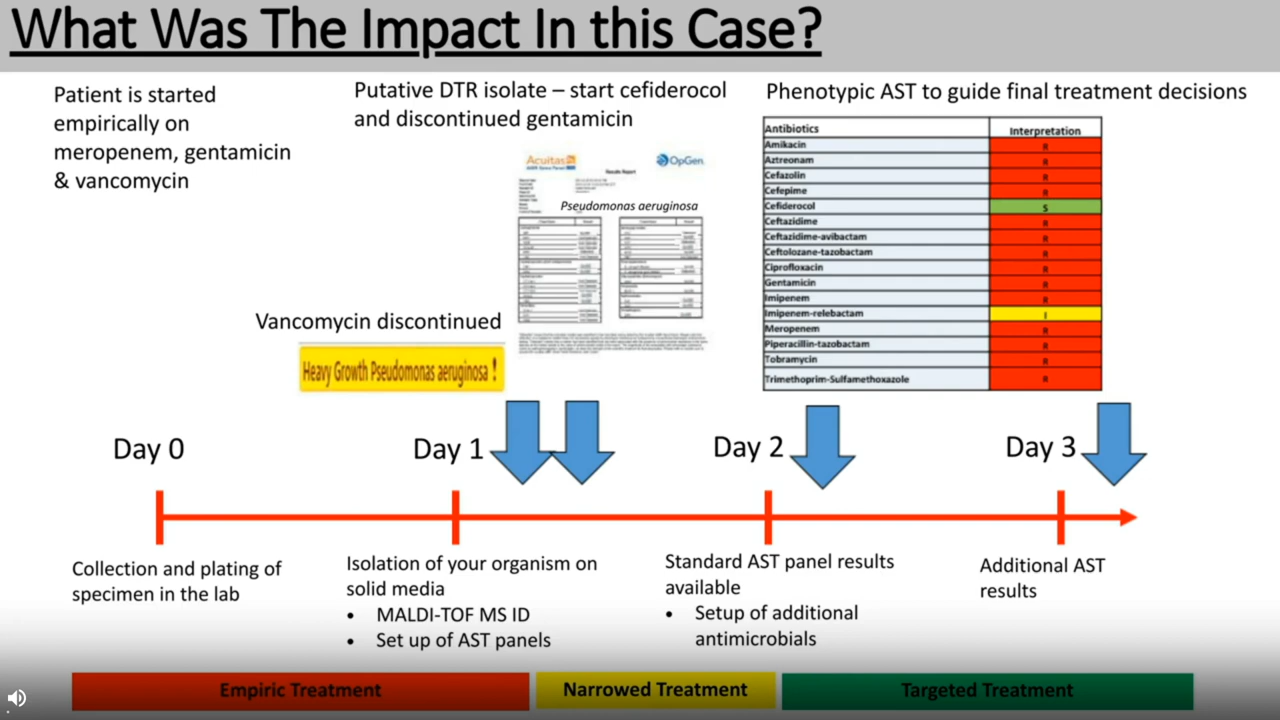 What Was The Impact In this Case?
Patient is started
empirically on
meropenem, gentamicin
& vancomycin
Putative DTR isolate – start cefiderocol
and discontinued gentamicin
Acuitas
OpGen
Results Report
Pseudomonas aeruginosa
Vancomycin discontinued
Heavy Growth Pseudomonas aeruginosa !
Phenotypic AST to guide final treatment decisions
Antibiotics Interpretation
Amikacin R
Aztreonam R
Cefazolin R
Cefepime R
Cefiderocol S
Ceftazidime R
Ceftazidime-avibactam R
Ceftolozane-tazobactam R
Ciprofloxacin R
Gentamicin R
Imipenem R
Imipenem-relebactam I
Meropenem R
Piperacillin-tazobactam R
Tobramycin R
Trimethoprim-Sulfamethoxazole R
Day 0
Day 1
Day 2
Day 3
Collection and plating of
specimen in the lab
Isolation of your organism on
solid media
• MALDI-TOF MS ID
• Set up of AST panels
Standard AST panel results
available
• Setup of additional
antimicrobials
Additional AST
results
Empiric Treatment
Narrowed Treatment
Targeted Treatment